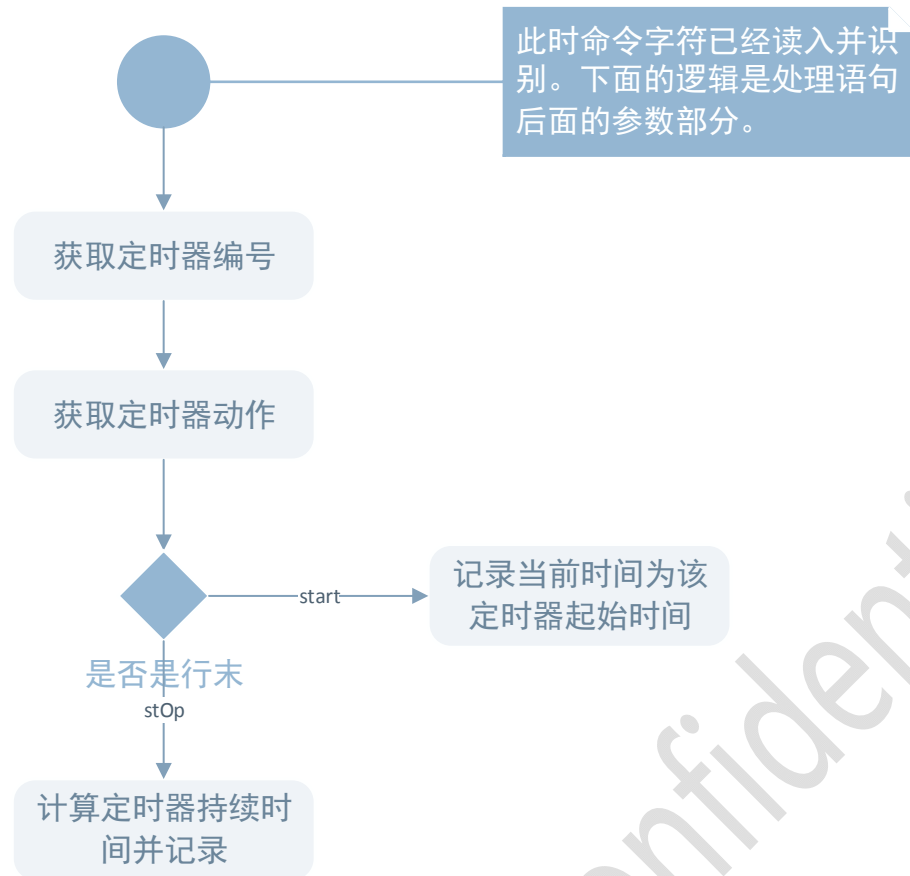 此时命令字符已经读入并识
别。下面的逻辑是处理语句
后面的参数部分。
获取定时器编号
获取定时器动作
start
记录当前时间为该
定时器起始时间
是否是行末
stOp
计算定时器持续时
间并记录